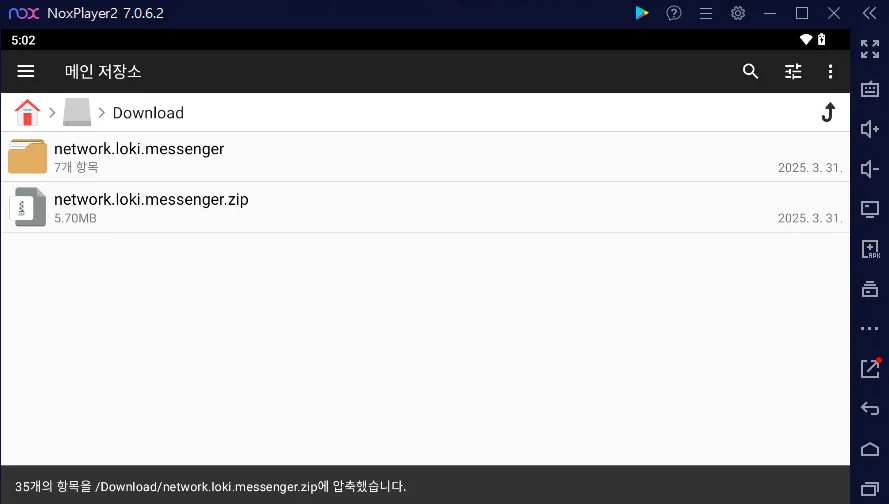 nox NoxPlayer2 7.0.6.2
5:02
메인 저장소
Download
network.loki.messenger
7개 항목
2025. 3. 31.
network.loki.messenger.zip
5.70MB
2025. 3. 31.
35개의 항목을 /Download/network.loki.messenger.zip에 압축했습니다.
APK